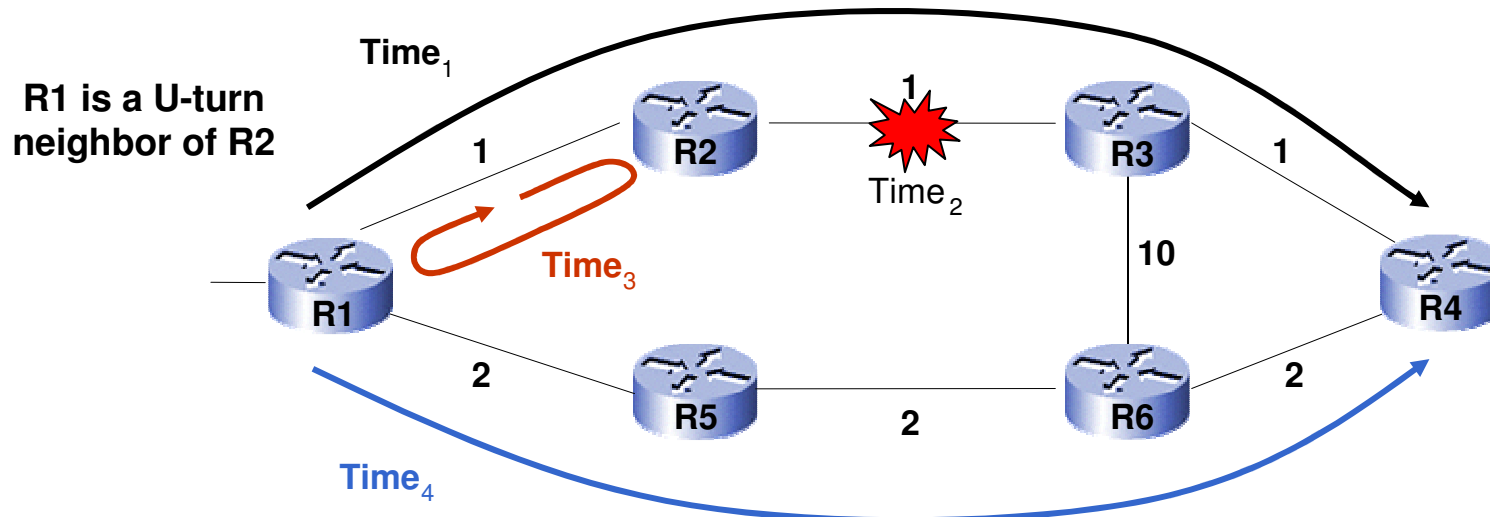 Time1
R1 is a U-turn
neighbor of R2
1
1
R2
R3
1
Time2
Time3
10
R1
R4
2
R5
2
R6
2
Time4